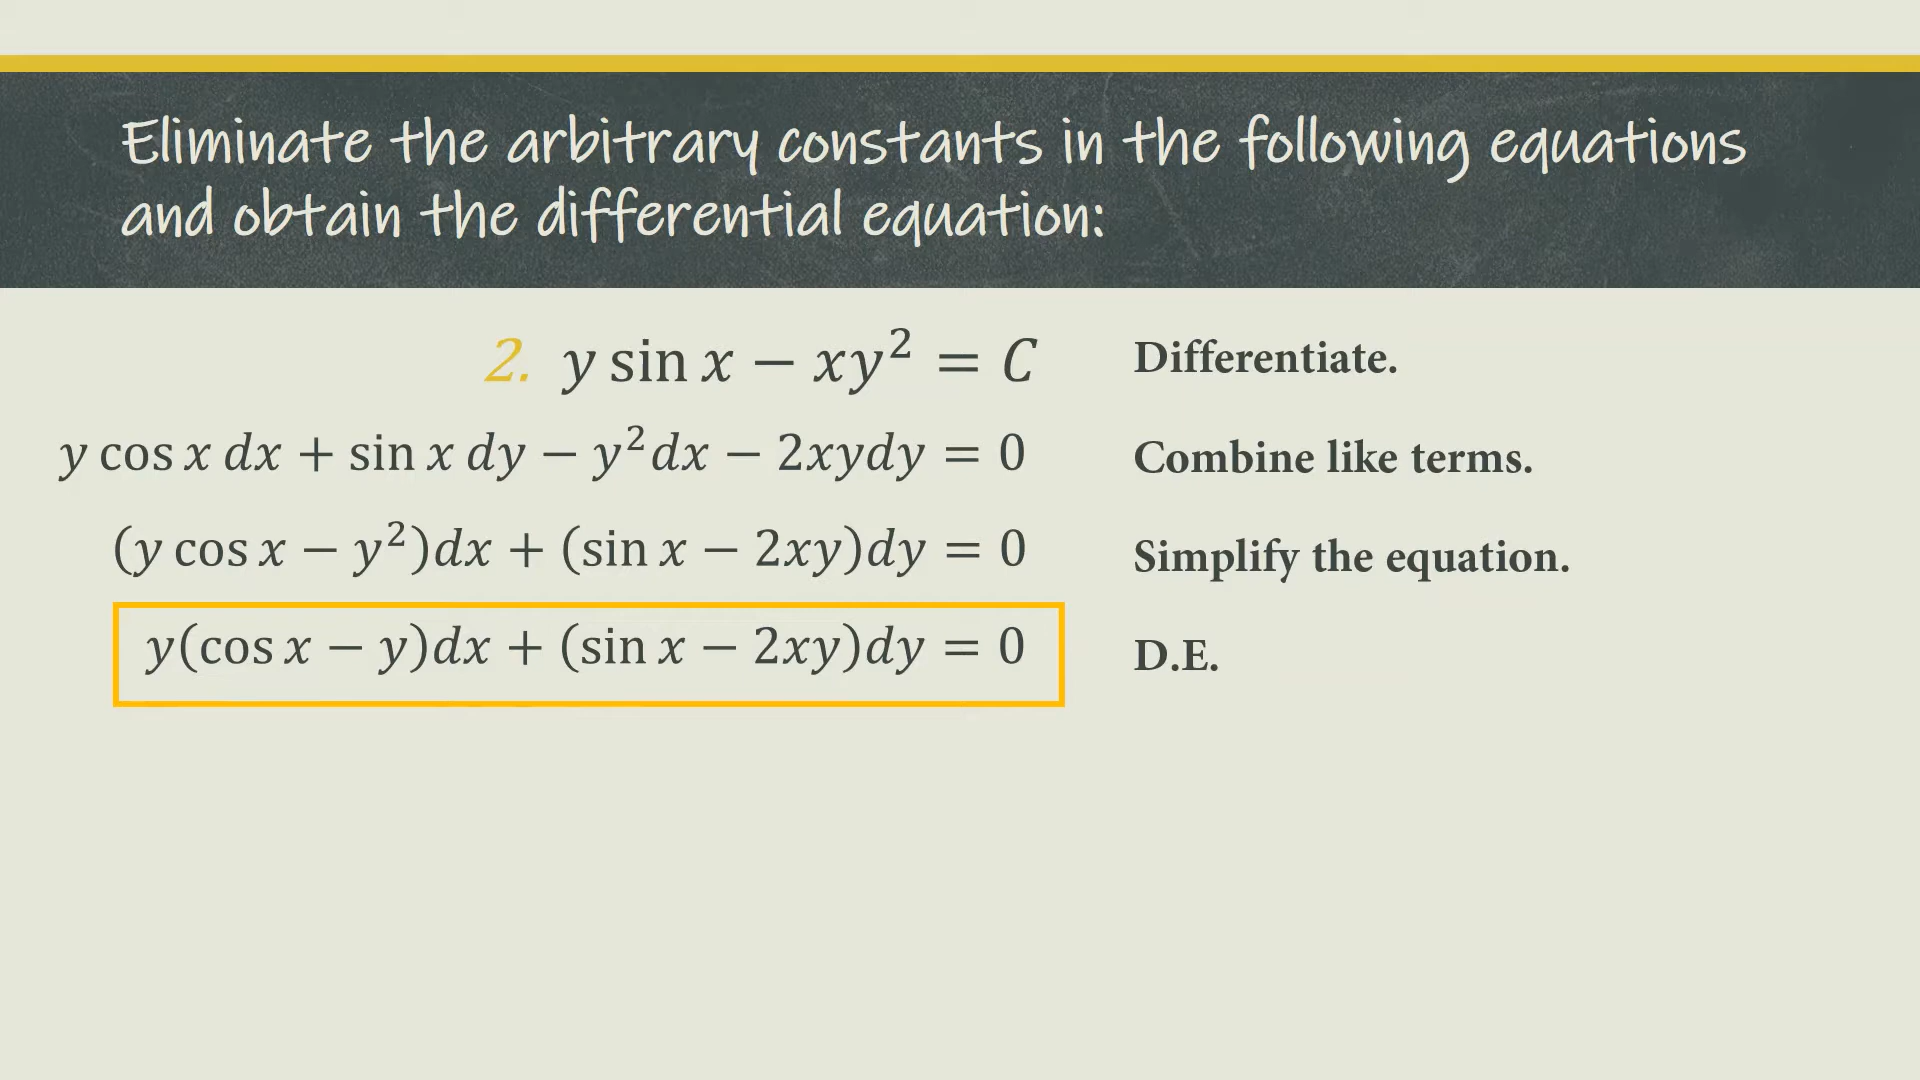 Eliminate the arbitrary constants in the following equations
and obtain the differential equation:
2. y sin x − xy² = C Differentiate.
y cos x dx + sin x dy − y²dx − 2xydy = 0 Combine like terms.
(y cos x − y²)dx + (sin x − 2xy)dy = 0 Simplify the equation.
y(cos x − y)dx + (sin x − 2xy)dy = 0 D.E.